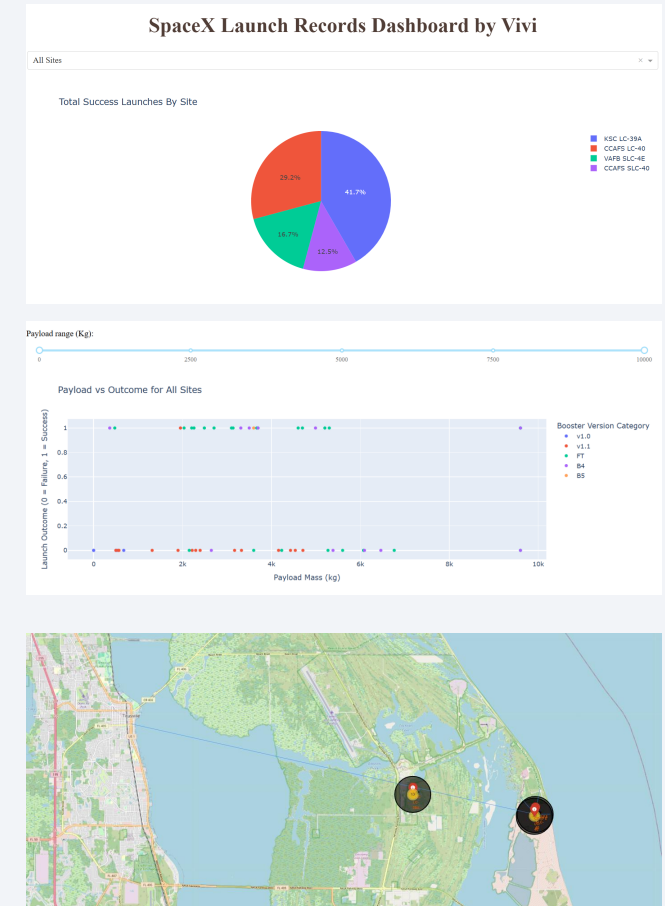 SpaceX Launch Records Dashboard by Vivi
All Sites
×
Total Success Launches By Site
KSC LC-39A
CCAFS LC-40
VAFB SLC-4E
CCAFS SLC-40
29.2%
41.7%
16.7%
12.5%
Payload range (Kg):
0 2500 5000 7500 10000
Payload vs Outcome for All Sites
Launch Outcome (0 = Failure, 1 = Success)
1
0.8
0.6
0.4
0.2
0
0 2k 4k 6k 8k 10k
Payload Mass (kg)
Booster Version Category
v1.0
v1.1
FT
B4
B5